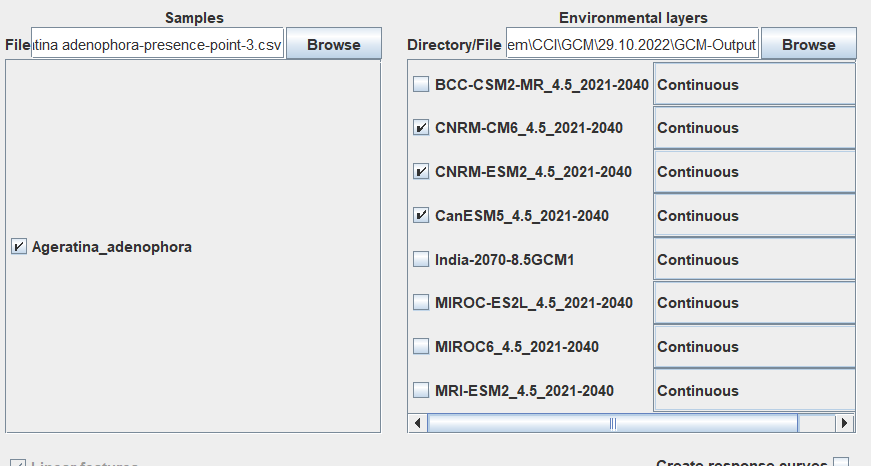 Samples
File tina adenophora-presence-point-3.csv Browse
Ageratina_adenophora
Environmental layers
Directory/File em\CCI\GCM\29.10.2022\GCM-Output Browse
BCC-CSM2-MR_4.5_2021-2040 Continuous
CNRM-CM6_4.5_2021-2040 Continuous
CNRM-ESM2_4.5_2021-2040 Continuous
CanESM5_4.5_2021-2040 Continuous
India-2070-8.5GCM1 Continuous
MIROC-ES2L_4.5_2021-2040 Continuous
MIROC6_4.5_2021-2040 Continuous
MRI-ESM2_4.5_2021-2040 Continuous
Linear features
Create response curves